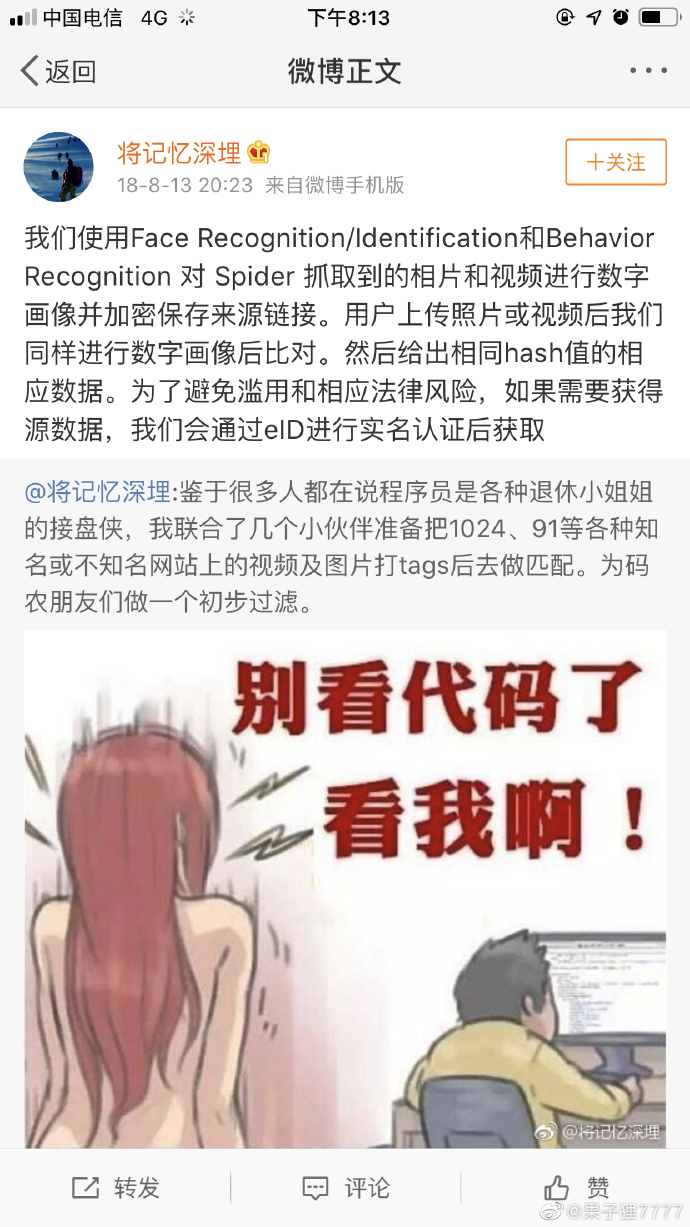 中国电信 4G 下午8:13
返回 微博正文
将记忆深埋
18-8-13 20:23 来自微博手机版
+关注
我们使用Face Recognition/Identification和Behavior
Recognition 对 Spider 抓取到的相片和视频进行数字
画像并加密保存来源链接。用户上传照片或视频后我们
同样进行数字画像后比对。然后给出相同hash值的相
应数据。为了避免滥用和相应法律风险，如果需要获得
源数据，我们会通过eID进行实名认证后获取
@将记忆深埋:鉴于很多人都在说程序员是各种退休小姐姐
的接盘侠，我联合了几个小伙伴准备把1024、91等各种知
名或不知名网站上的视频及图片打tags后去做匹配。为码
农朋友们做一个初步过滤。
别看代码了
看我啊！
@将记忆深埋
转发 评论 赞
@果子狸7777